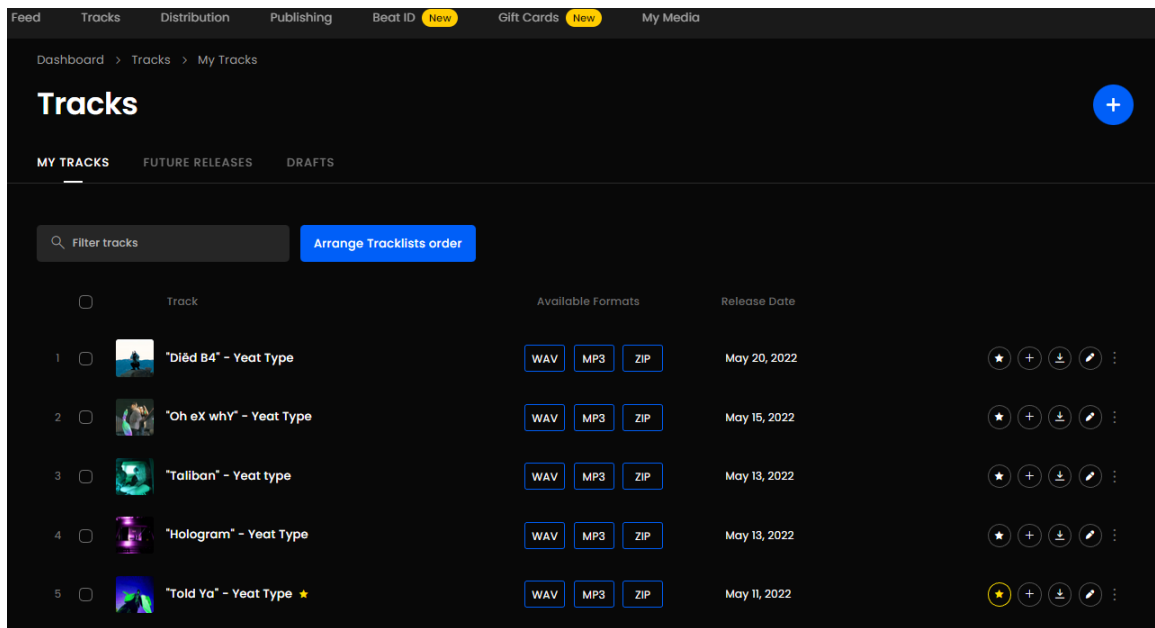 Feed Tracks Distribution Publishing Beat ID New Gift Cards New My Media
Dashboard > Tracks > My Tracks
Tracks
MY TRACKS FUTURE RELEASES DRAFTS
Filter tracks Arrange Tracklists order
Track Available Formats Release Date
1 "Diëd B4" - Yeat Type WAV MP3 ZIP May 20, 2022
2 "Oh eX whY" - Yeat Type WAV MP3 ZIP May 15, 2022
3 "Taliban" - Yeat type WAV MP3 ZIP May 13, 2022
4 "Hologram" - Yeat Type WAV MP3 ZIP May 13, 2022
5 "Told Ya" - Yeat Type WAV MP3 ZIP May 11, 2022